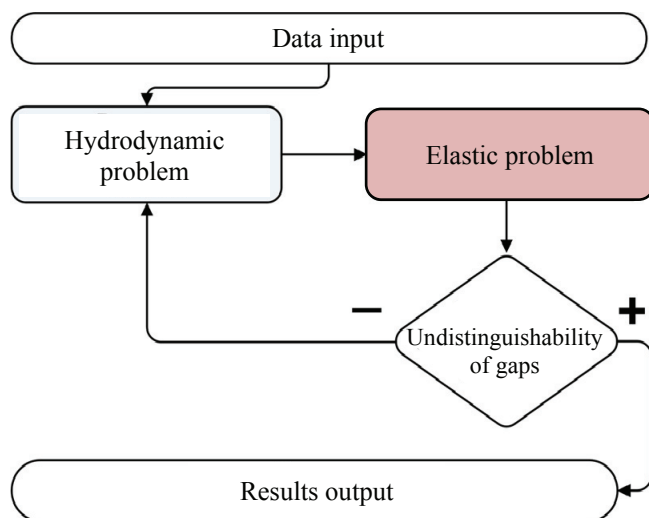 Data input
Hydrodynamic
problem
Elastic problem
−
+
Undistinguishability
of gaps
Results output